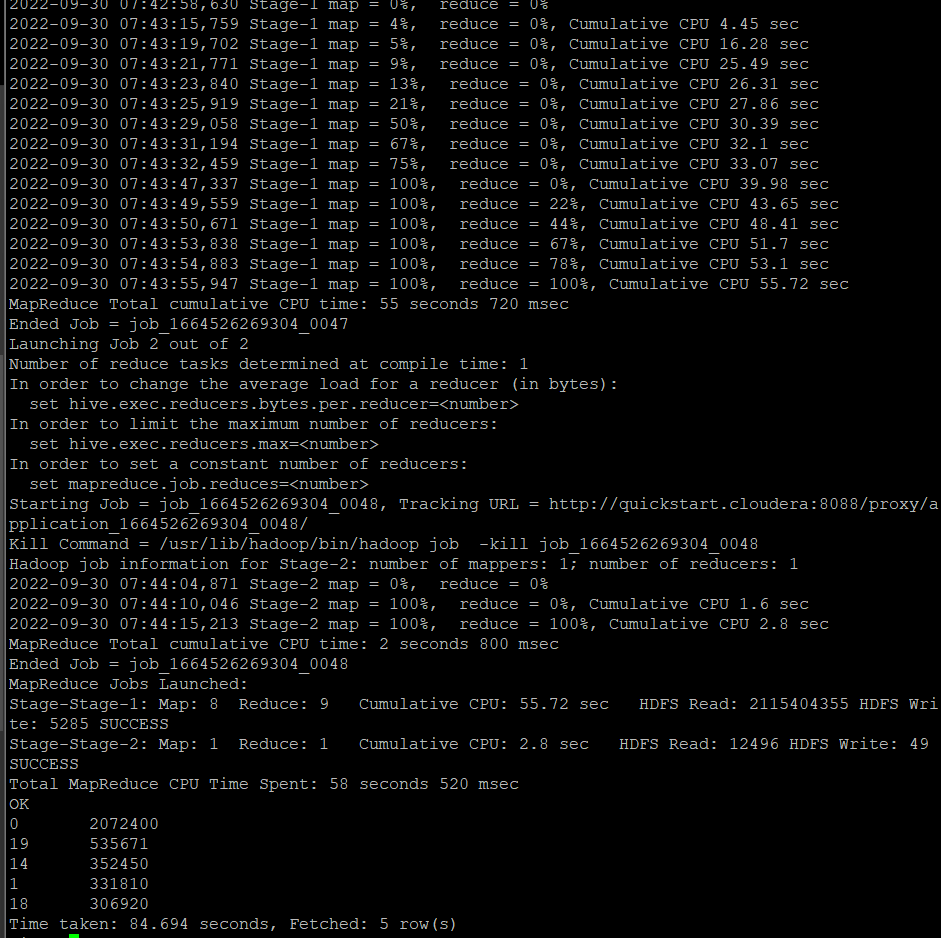 2022-09-30 07:42:58,630 Stage-1 map = 0%,  reduce = 0%
2022-09-30 07:43:15,759 Stage-1 map = 4%,  reduce = 0%, Cumulative CPU 4.45 sec
2022-09-30 07:43:19,702 Stage-1 map = 5%,  reduce = 0%, Cumulative CPU 16.28 sec
2022-09-30 07:43:21,771 Stage-1 map = 9%,  reduce = 0%, Cumulative CPU 25.49 sec
2022-09-30 07:43:23,840 Stage-1 map = 13%,  reduce = 0%, Cumulative CPU 26.31 sec
2022-09-30 07:43:25,919 Stage-1 map = 21%,  reduce = 0%, Cumulative CPU 27.86 sec
2022-09-30 07:43:29,058 Stage-1 map = 50%,  reduce = 0%, Cumulative CPU 30.39 sec
2022-09-30 07:43:31,194 Stage-1 map = 67%,  reduce = 0%, Cumulative CPU 32.1 sec
2022-09-30 07:43:32,459 Stage-1 map = 75%,  reduce = 0%, Cumulative CPU 33.07 sec
2022-09-30 07:43:47,337 Stage-1 map = 100%,  reduce = 0%, Cumulative CPU 39.98 sec
2022-09-30 07:43:49,559 Stage-1 map = 100%,  reduce = 22%, Cumulative CPU 43.65 sec
2022-09-30 07:43:50,671 Stage-1 map = 100%,  reduce = 44%, Cumulative CPU 48.41 sec
2022-09-30 07:43:53,838 Stage-1 map = 100%,  reduce = 67%, Cumulative CPU 51.7 sec
2022-09-30 07:43:54,883 Stage-1 map = 100%,  reduce = 78%, Cumulative CPU 53.1 sec
2022-09-30 07:43:55,947 Stage-1 map = 100%,  reduce = 100%, Cumulative CPU 55.72 sec
MapReduce Total cumulative CPU time: 55 seconds 720 msec
Ended Job = job_1664526269304_0047
Launching Job 2 out of 2
Number of reduce tasks determined at compile time: 1
In order to change the average load for a reducer (in bytes):
  set hive.exec.reducers.bytes.per.reducer=<number>
In order to limit the maximum number of reducers:
  set hive.exec.reducers.max=<number>
In order to set a constant number of reducers:
  set mapreduce.job.reduces=<number>
Starting Job = job_1664526269304_0048, Tracking URL = http://quickstart.cloudera:8088/proxy/a
pplication_1664526269304_0048/
Kill Command = /usr/lib/hadoop/bin/hadoop job  -kill job_1664526269304_0048
Hadoop job information for Stage-2: number of mappers: 1; number of reducers: 1
2022-09-30 07:44:04,871 Stage-2 map = 0%,  reduce = 0%
2022-09-30 07:44:10,046 Stage-2 map = 100%,  reduce = 0%, Cumulative CPU 1.6 sec
2022-09-30 07:44:15,213 Stage-2 map = 100%,  reduce = 100%, Cumulative CPU 2.8 sec
MapReduce Total cumulative CPU time: 2 seconds 800 msec
Ended Job = job_1664526269304_0048
MapReduce Jobs Launched:
Stage-Stage-1: Map: 8  Reduce: 9   Cumulative CPU: 55.72 sec   HDFS Read: 2115404355 HDFS Wri
te: 5285 SUCCESS
Stage-Stage-2: Map: 1  Reduce: 1   Cumulative CPU: 2.8 sec   HDFS Read: 12496 HDFS Write: 49
SUCCESS
Total MapReduce CPU Time Spent: 58 seconds 520 msec
OK
0       2072400
19      535671
14      352450
1       331810
18      306920
Time taken: 84.694 seconds, Fetched: 5 row(s)